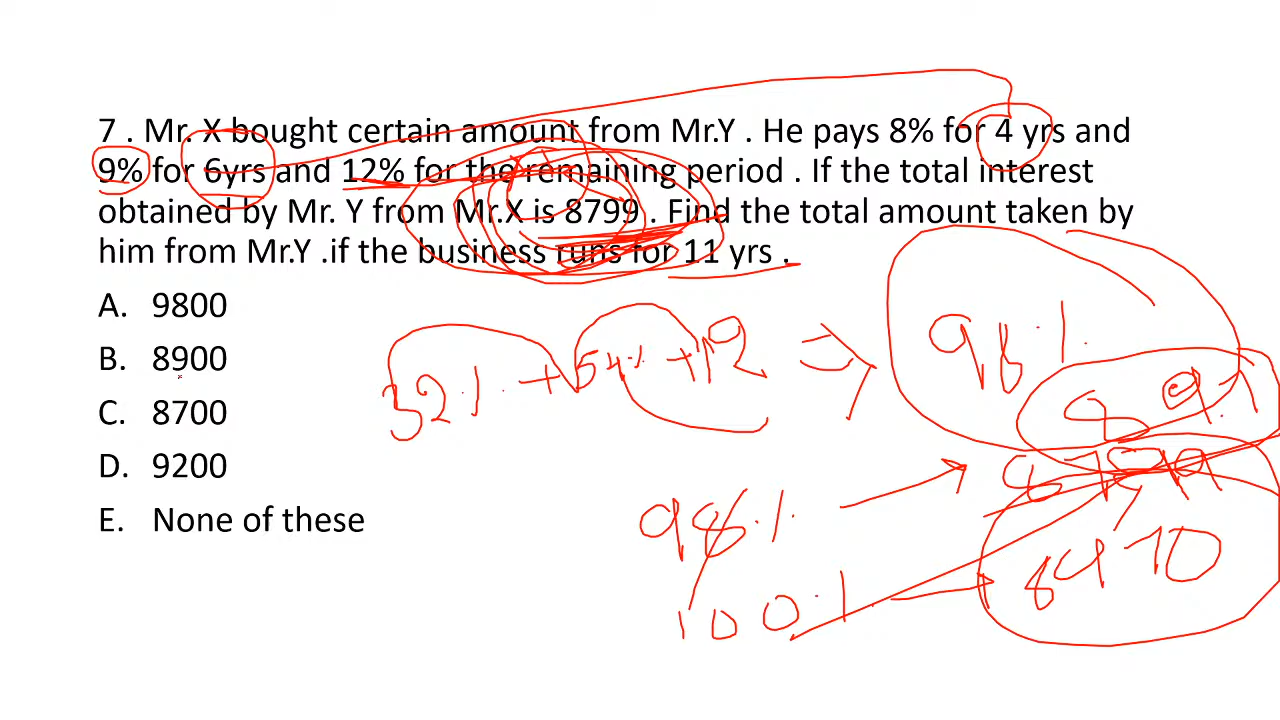 7 . Mr. X bought certain amount from Mr.Y . He pays 8% for 4 yrs and
9% for 6yrs and 12% for the remaining period . If the total interest
obtained by Mr. Y from Mr.X is 8799 . Find the total amount taken by
him from Mr.Y .if the business runs for 11 yrs .
A. 9800
B. 8900
C. 8700
D. 9200
E. None of these
32% + 54% + 12 ⇒ 98%
98% → 8799
100% →